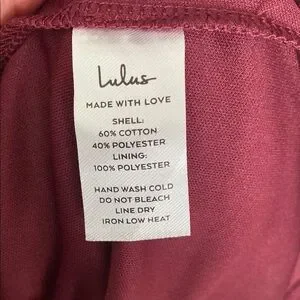 Lulus
MADE WITH LOVE
SHELL:
60% COTTON
40% POLYESTER
LINING:
100% POLYESTER
HAND WASH COLD
DO NOT BLEACH
LINE DRY
IRON LOW HEAT